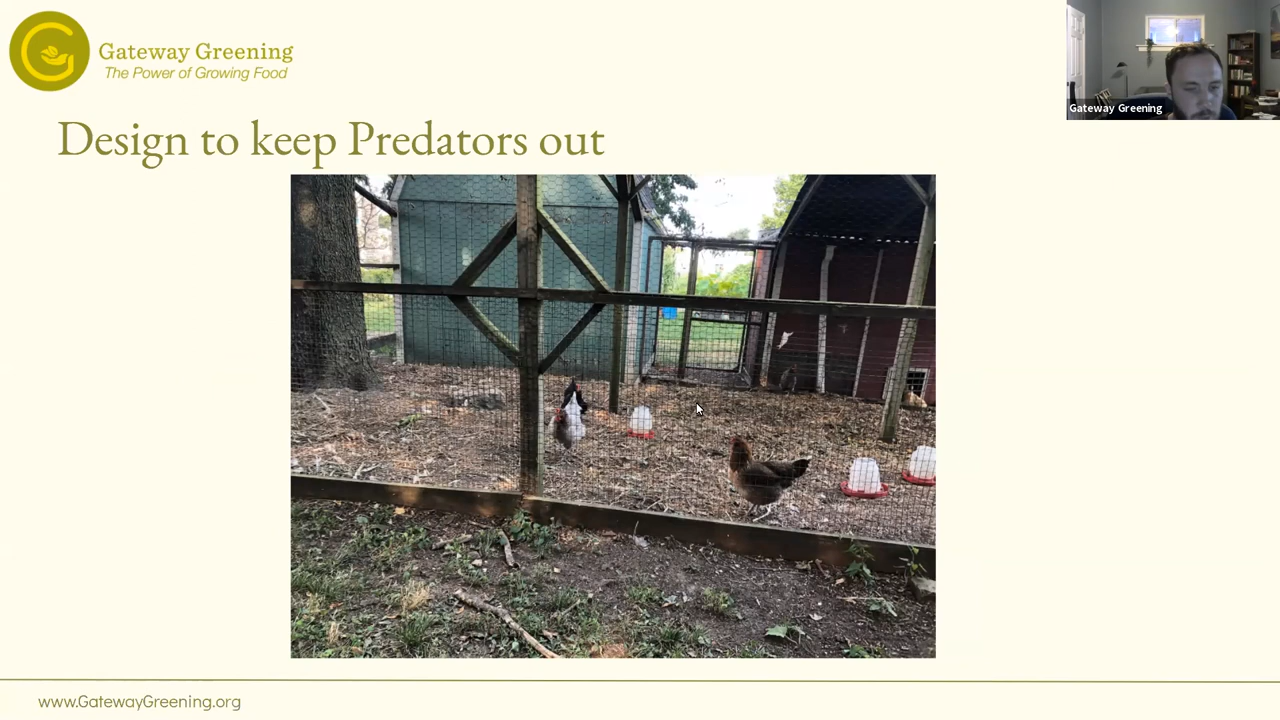 Gateway Greening
The Power of Growing Food
Gateway Greening
Design to keep Predators out
www.GatewayGreening.org